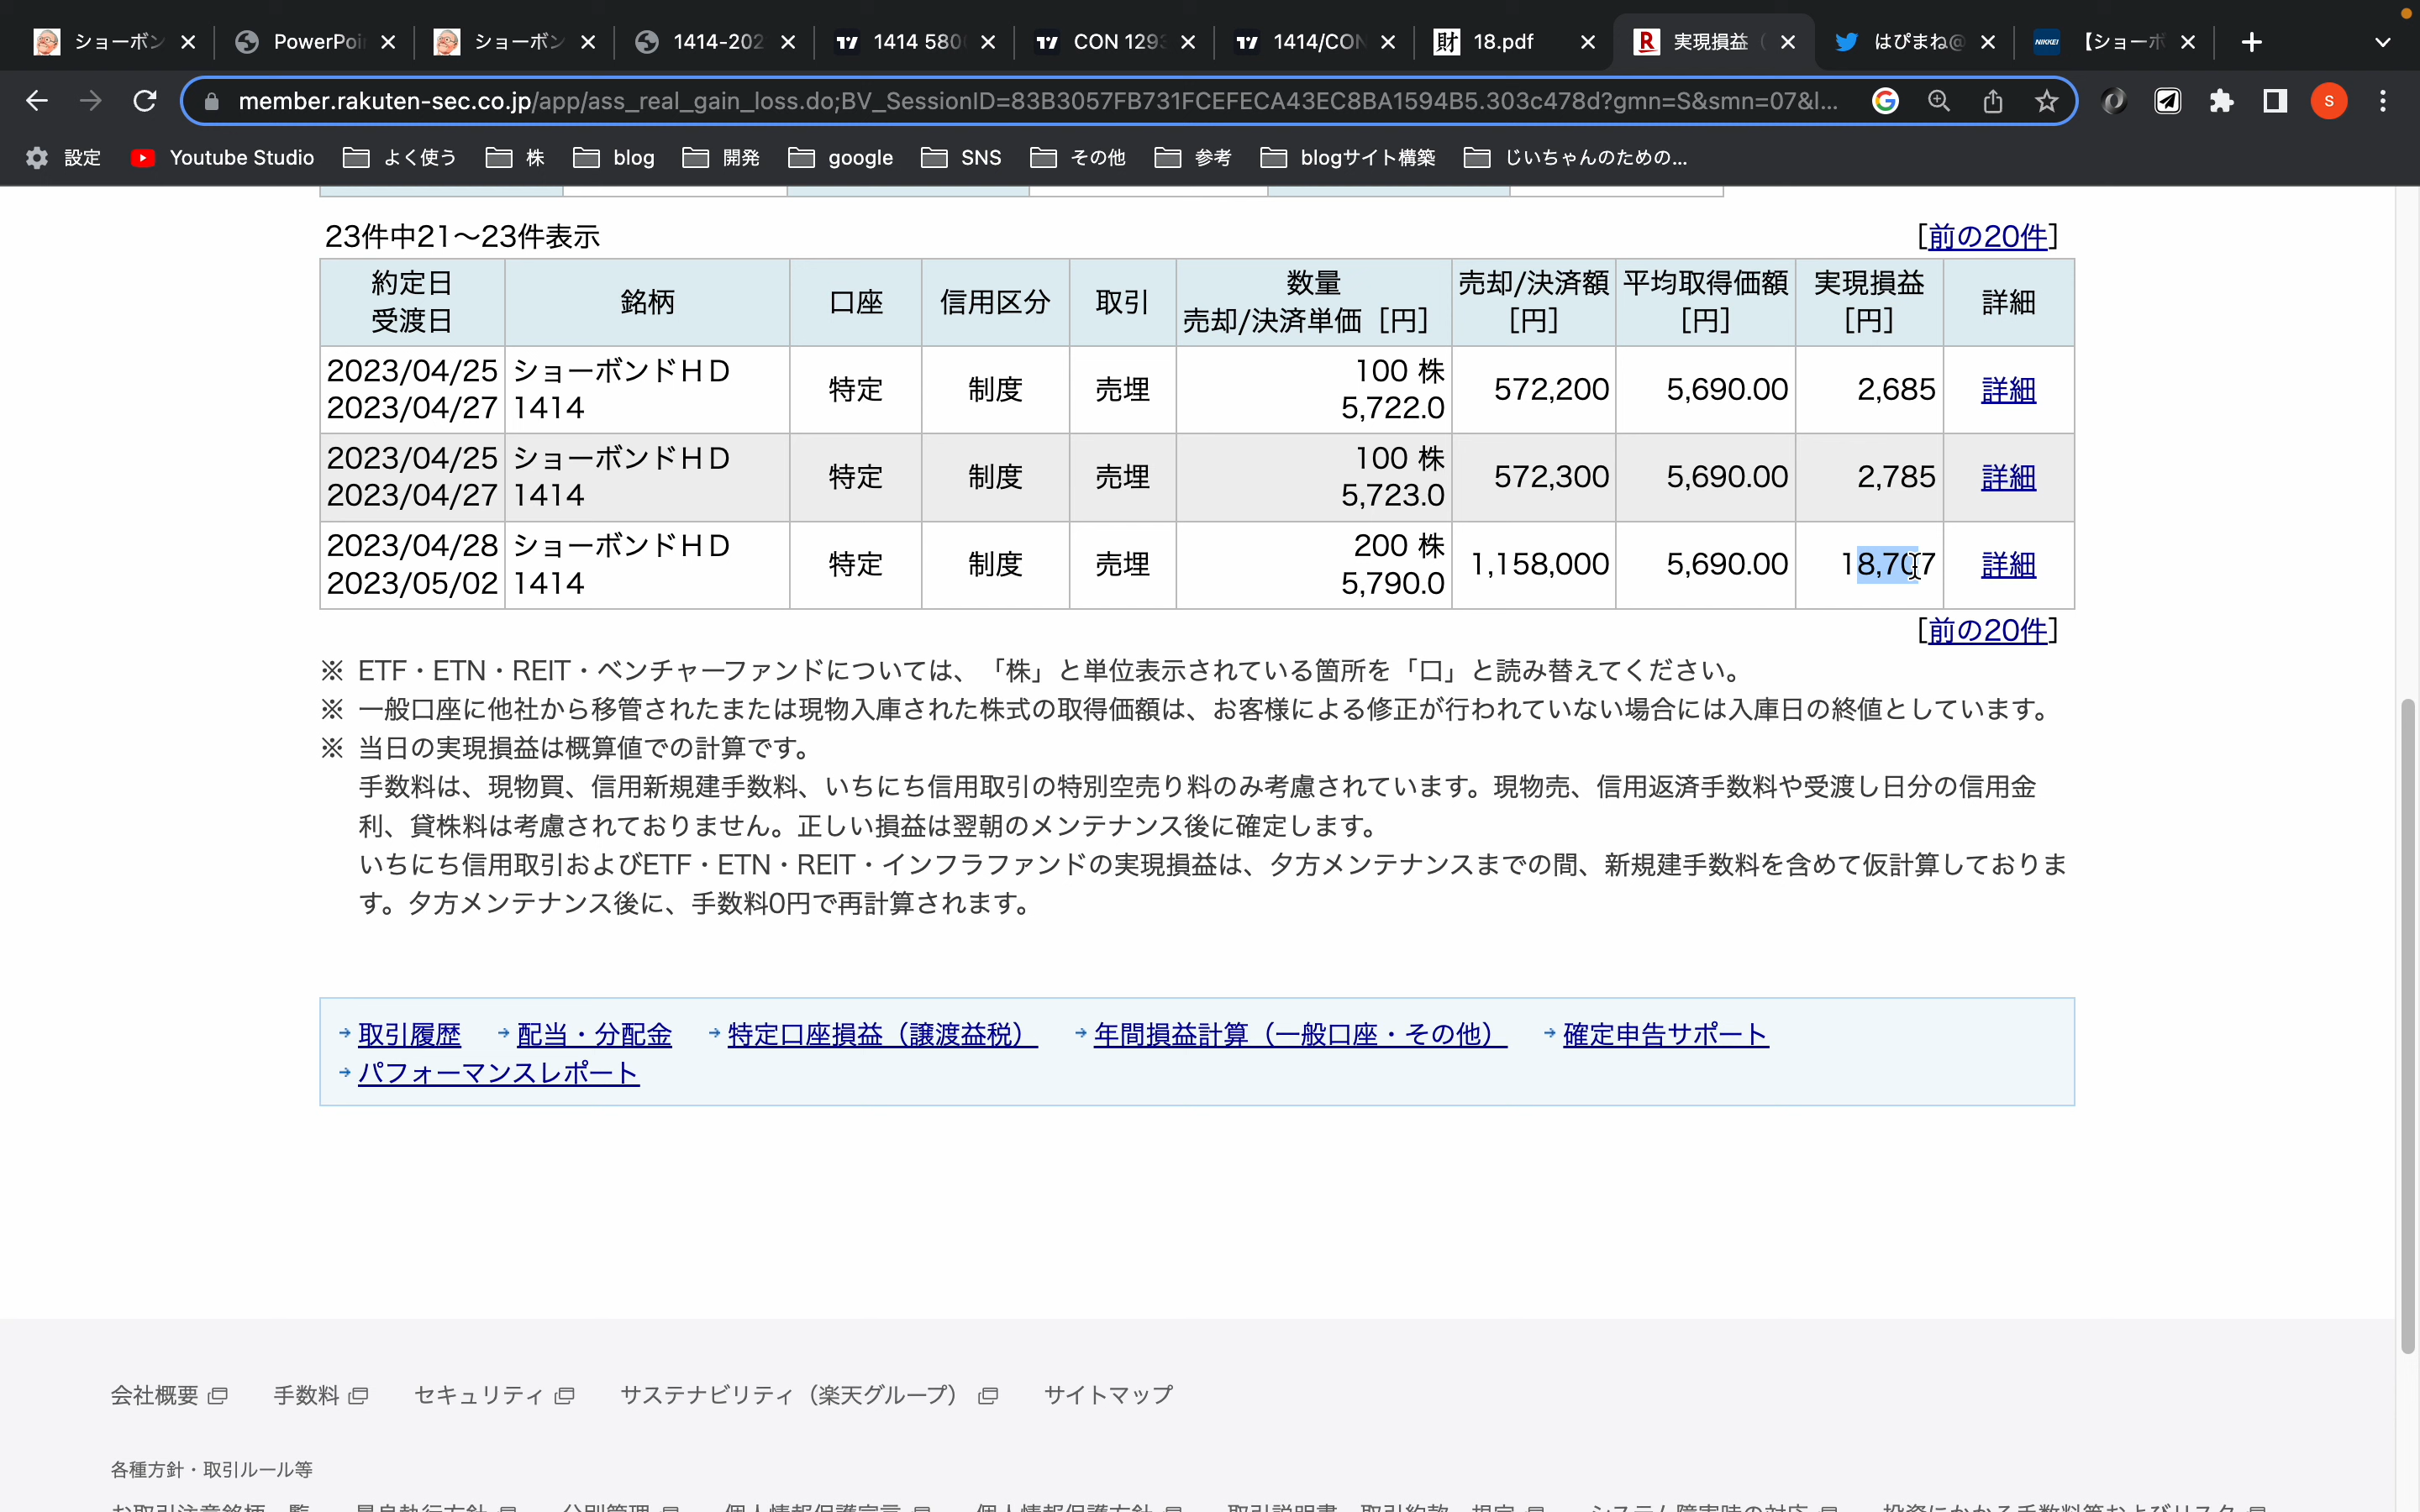 ショーボン
PowerPoi
ショーボン
1414-202
1414 580
CON 1293
1414/CON
財 18.pdf
R 実現損益（
はぴまね@
NIKKEI 【ショーボ
member.rakuten-sec.co.jp/app/ass_real_gain_loss.do;BV_SessionID=83B3057FB731FCEFECA43EC8BA1594B5.303c478d?gmn=S&smn=07&l...
S
設定 Youtube Studio よく使う 株 blog 開発 google SNS その他 参考 blogサイト構築 じいちゃんのための...
23件中21～23件表示 [前の20件]
約定日 受渡日 銘柄 口座 信用区分 取引 数量 売却/決済単価［円］ 売却/決済額［円］ 平均取得価額［円］ 実現損益［円］ 詳細
2023/04/25 ショーボンドＨＤ 特定 制度 売埋 100 株 572,200 5,690.00 2,685 詳細
2023/04/27 1414 5,722.0
2023/04/25 ショーボンドＨＤ 特定 制度 売埋 100 株 572,300 5,690.00 2,785 詳細
2023/04/27 1414 5,723.0
2023/04/28 ショーボンドＨＤ 特定 制度 売埋 200 株 1,158,000 5,690.00 18,707 詳細
2023/05/02 1414 5,790.0
[前の20件]
※ ETF・ETN・REIT・ベンチャーファンドについては、「株」と単位表示されている箇所を「口」と読み替えてください。
※ 一般口座に他社から移管されたまたは現物入庫された株式の取得価額は、お客様による修正が行われていない場合には入庫日の終値としています。
※ 当日の実現損益は概算値での計算です。
手数料は、現物買、信用新規建手数料、いちにち信用取引の特別空売り料のみ考慮されています。現物売、信用返済手数料や受渡し日分の信用金
利、貸株料は考慮されておりません。正しい損益は翌朝のメンテナンス後に確定します。
いちにち信用取引およびETF・ETN・REIT・インフラファンドの実現損益は、夕方メンテナンスまでの間、新規建手数料を含めて仮計算しておりま
す。夕方メンテナンス後に、手数料0円で再計算されます。
取引履歴 配当・分配金 特定口座損益（譲渡益税） 年間損益計算（一般口座・その他） 確定申告サポート
パフォーマンスレポート
会社概要 手数料 セキュリティ サステナビリティ（楽天グループ） サイトマップ
各種方針・取引ルール等